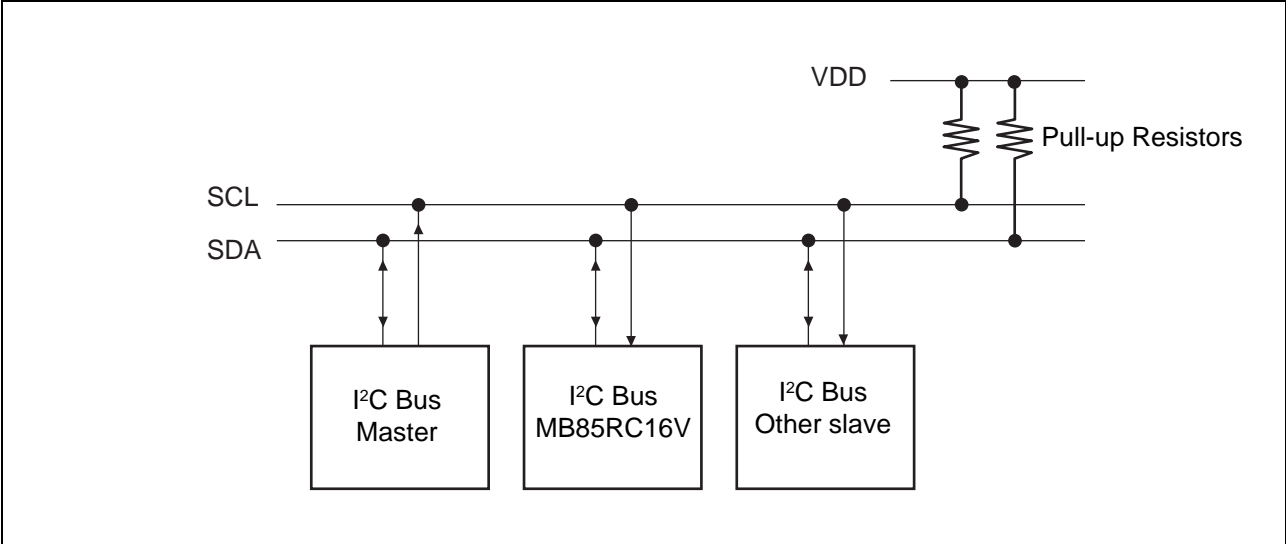 VDD
Pull-up Resistors
SCL
SDA
I²C Bus
Master
I²C Bus
MB85RC16V
I²C Bus
Other slave